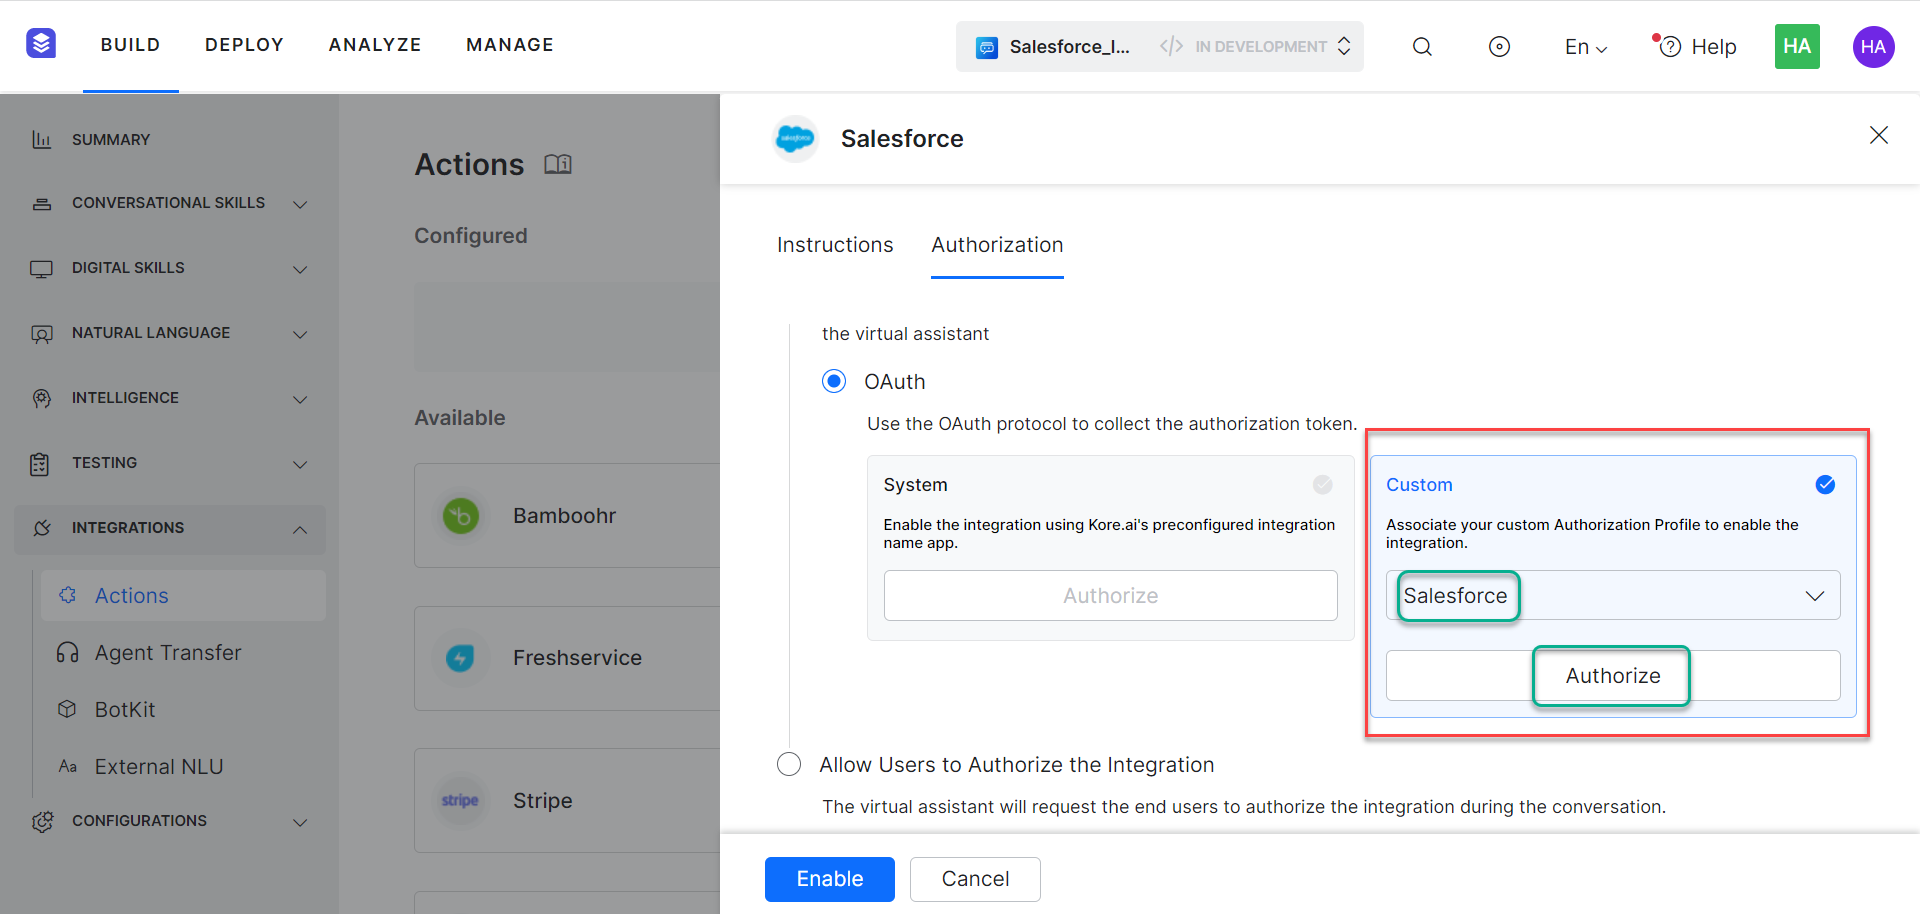 BUILD DEPLOY ANALYZE MANAGE Salesforce_I... </> IN DEVELOPMENT En Help HA HA
SUMMARY
CONVERSATIONAL SKILLS
DIGITAL SKILLS
NATURAL LANGUAGE
INTELLIGENCE
TESTING
INTEGRATIONS
Actions
Agent Transfer
BotKit
Aa External NLU
CONFIGURATIONS
Actions
Configured
Available
Bamboohr
Freshservice
stripe Stripe
salesforce Salesforce
Instructions Authorization
the virtual assistant
OAuth
Use the OAuth protocol to collect the authorization token.
System
Enable the integration using Kore.ai's preconfigured integration
name app.
Authorize
Custom
Associate your custom Authorization Profile to enable the
integration.
Salesforce
Authorize
Allow Users to Authorize the Integration
The virtual assistant will request the end users to authorize the integration during the conversation.
Enable Cancel